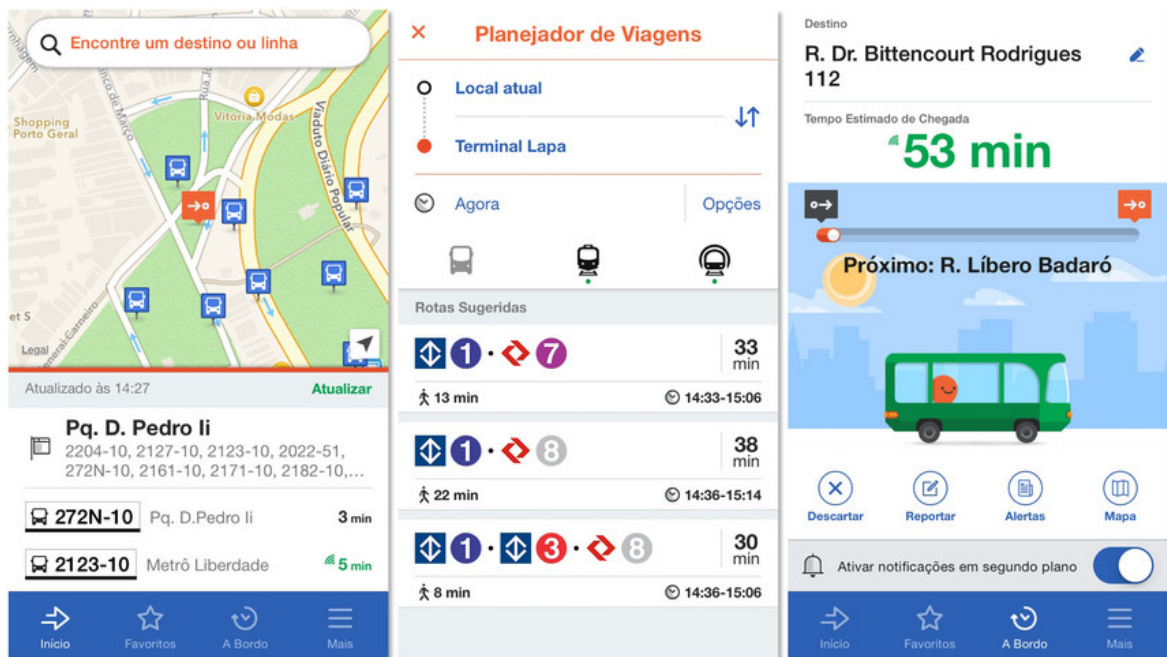 Encontre um destino ou linha
Shopping
Porto Geral
Vitoria Modas
Viaduto Diário Popular
Legal
Atualizado às 14:27
Atualizar
Pq. D. Pedro Ii
2204-10, 2127-10, 2123-10, 2022-51,
272N-10, 2161-10, 2171-10, 2182-10,...
272N-10 Pq. D.Pedro Ii 3 min
2123-10 Metrô Liberdade 5 min
Início Favoritos A Bordo Mais
Planejador de Viagens
Local atual
Terminal Lapa
Agora Opções
Rotas Sugeridas
1 · 7 33 min
13 min 14:33-15:06
1 · 8 38 min
22 min 14:36-15:14
1 · 3 · 8 30 min
8 min 14:36-15:06
Destino
R. Dr. Bittencourt Rodrigues
112
Tempo Estimado de Chegada
53 min
Próximo: R. Líbero Badaró
Descartar Reportar Alertas Mapa
Ativar notificações em segundo plano
Início Favoritos A Bordo Mais